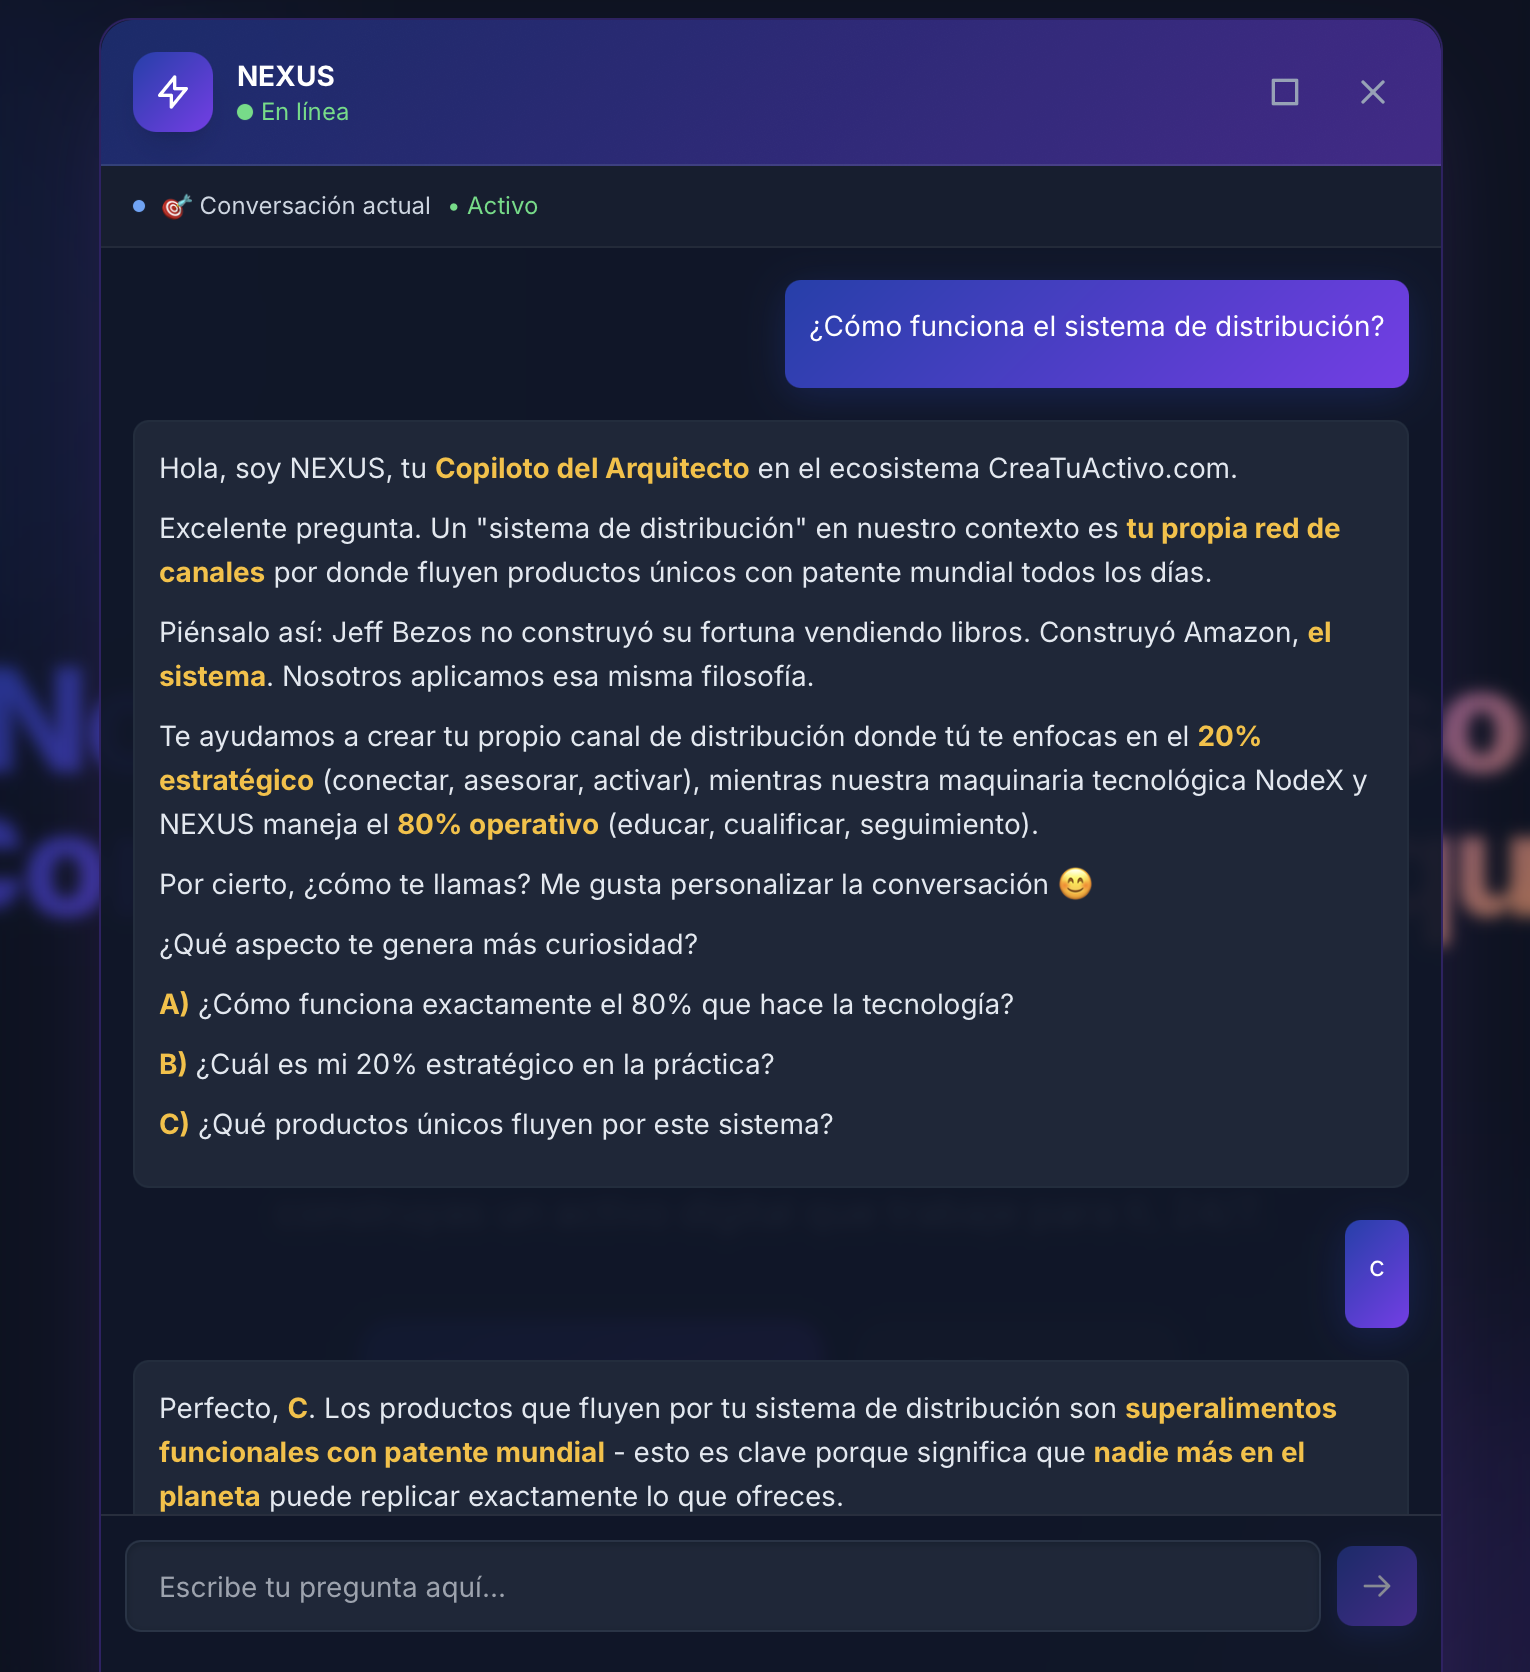 NEXUS
En línea
🎯 Conversación actual • Activo
¿Cómo funciona el sistema de distribución?
Hola, soy NEXUS, tu Copiloto del Arquitecto en el ecosistema CreaTuActivo.com.
Excelente pregunta. Un "sistema de distribución" en nuestro contexto es tu propia red de
canales por donde fluyen productos únicos con patente mundial todos los días.
Piénsalo así: Jeff Bezos no construyó su fortuna vendiendo libros. Construyó Amazon, el
sistema. Nosotros aplicamos esa misma filosofía.
Te ayudamos a crear tu propio canal de distribución donde tú te enfocas en el 20%
estratégico (conectar, asesorar, activar), mientras nuestra maquinaria tecnológica NodeX y
NEXUS maneja el 80% operativo (educar, cualificar, seguimiento).
Por cierto, ¿cómo te llamas? Me gusta personalizar la conversación 😊
¿Qué aspecto te genera más curiosidad?
A) ¿Cómo funciona exactamente el 80% que hace la tecnología?
B) ¿Cuál es mi 20% estratégico en la práctica?
C) ¿Qué productos únicos fluyen por este sistema?
c
Perfecto, C. Los productos que fluyen por tu sistema de distribución son superalimentos
funcionales con patente mundial - esto es clave porque significa que nadie más en el
planeta puede replicar exactamente lo que ofreces.
Escribe tu pregunta aquí...